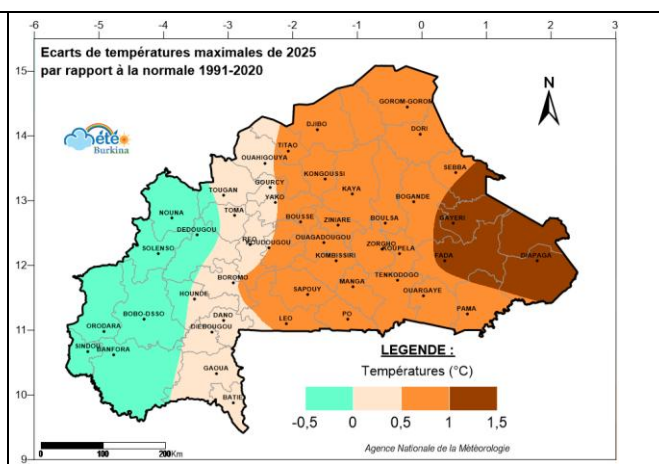 -6 -5 -4 -3 -2 -1 0 1 2 3
Ecarts de températures maximales de 2025
par rapport à la normale 1991-2020
15
14
13
12
11
10
9
N
Météo
Burkina
GOROM-GOROM
DJIBO
DORI
TITAO
OUAHIGOUYA
SEBBA
KONGOUSSI
TOUGAN
GOURCY
KAYA
YAKO
BOGANDE
NOUNA
TOMA
BOUSSE
ZINIARE
BOULSA
GAYERI
DEDOUGOU
REO
KOUDOUGOU
OUAGADOUGOU
ZORGHO
KOUPELA
SOLENSO
KOMBISSIRI
FADA
DIAPAGA
BOROMO
TENKODOGO
HOUNDE
SAPOUY
MANGA
OUARGAYE
BOBO-DSSO
DANO
LEO
PO
PAMA
ORODARA
DIEBOUGOU
SINDOU
BANFORA
GAOUA
BATIE
LEGENDE :
Températures (°C)
-0,5 0 0,5 1 1,5
0 100 200 Km
Agence Nationale de la Météorologie